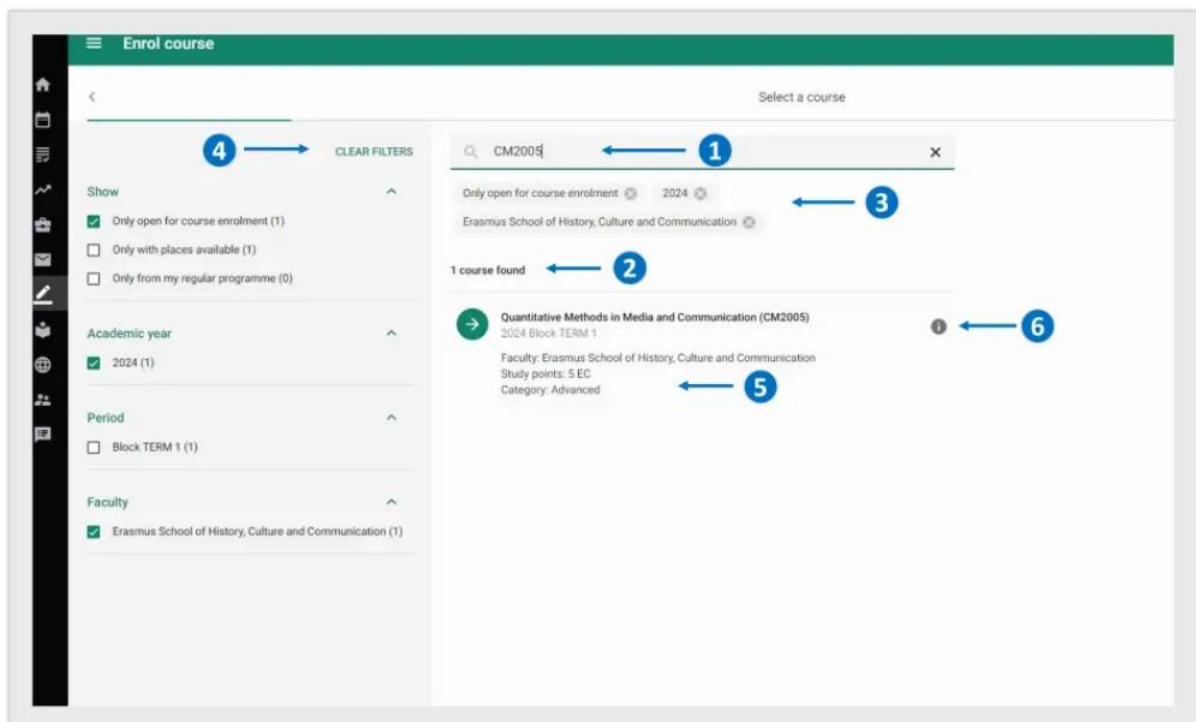 Enrol course
Select a course
4
CLEAR FILTERS
Show
Only open for course enrolment (1)
Only with places available (1)
Only from my regular programme (0)
Academic year
2024 (1)
Period
Block TERM 1 (1)
Faculty
Erasmus School of History, Culture and Communication (1)
CM2005
1
Only open for course enrolment
2024
3
Erasmus School of History, Culture and Communication
1 course found
2
Quantitative Methods in Media and Communication (CM2005)
2024 Block TERM 1
6
Faculty: Erasmus School of History, Culture and Communication
Study points: 5 EC
Category: Advanced
5